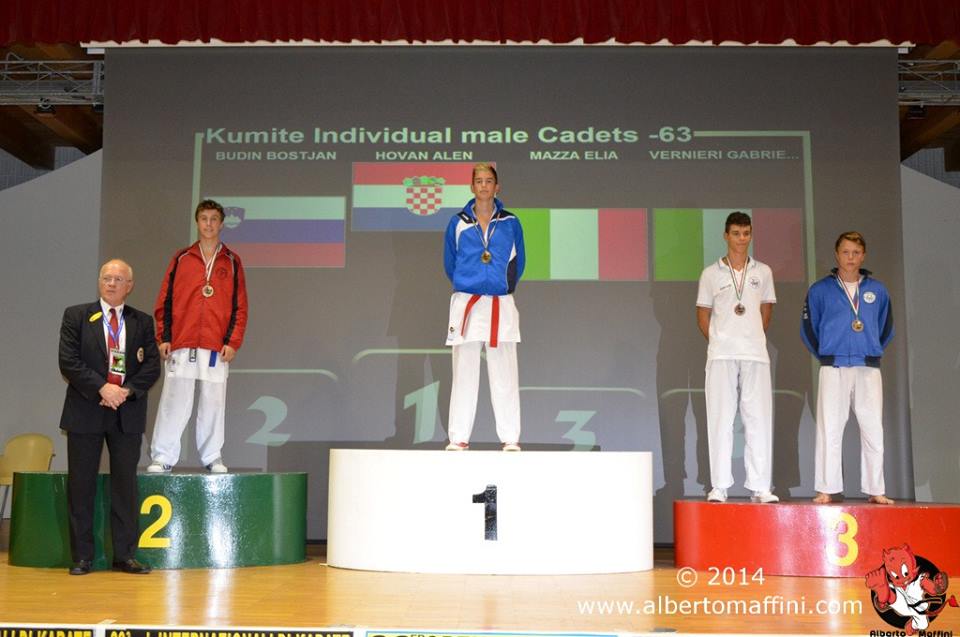 Kumite Individual male Cadets -63
BUDIN BOSTJAN HOVAN ALEN MAZZA ELIA VERNIERI GABRIE...
2 1 3
2 1 3
© 2014
www.albertomaffini.com
Alberto Maffini